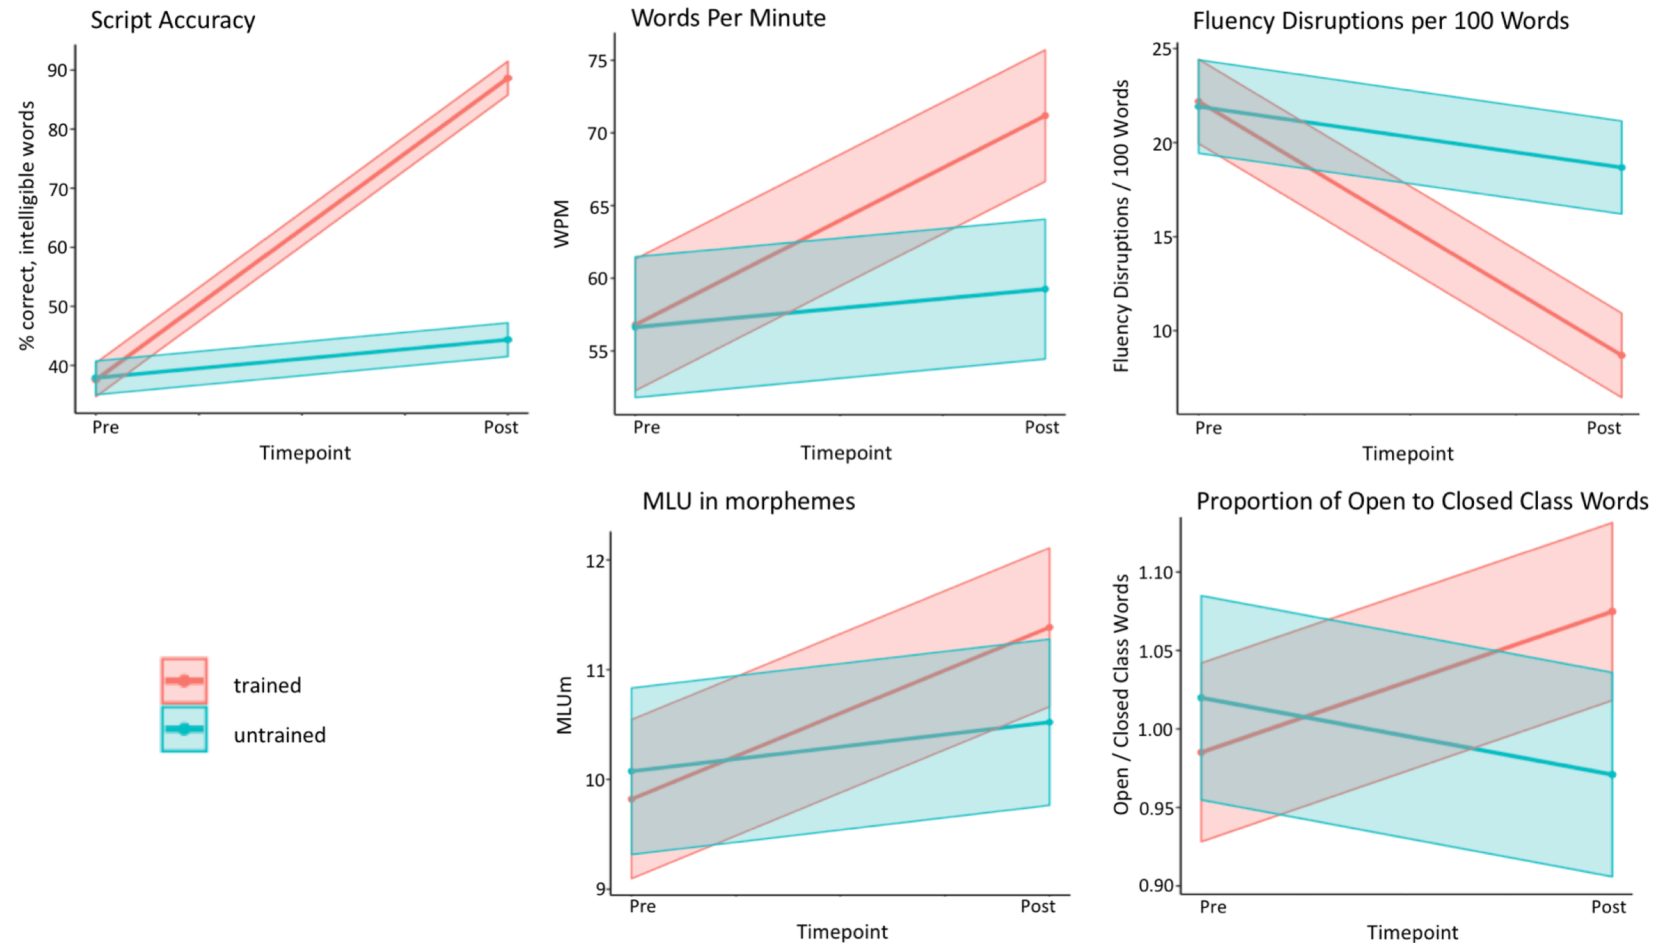 Script Accuracy
% correct, intelligible words
90
80
70
60
50
40
Pre
Post
Timepoint
Words Per Minute
WPM
75
70
65
60
55
Pre
Post
Timepoint
Fluency Disruptions per 100 Words
Fluency Disruptions / 100 Words
25
20
15
10
Pre
Post
Timepoint
trained
untrained
MLU in morphemes
MLUm
12
11
10
9
Pre
Post
Timepoint
Proportion of Open to Closed Class Words
Open / Closed Class Words
1.10
1.05
1.00
0.95
0.90
Pre
Post
Timepoint